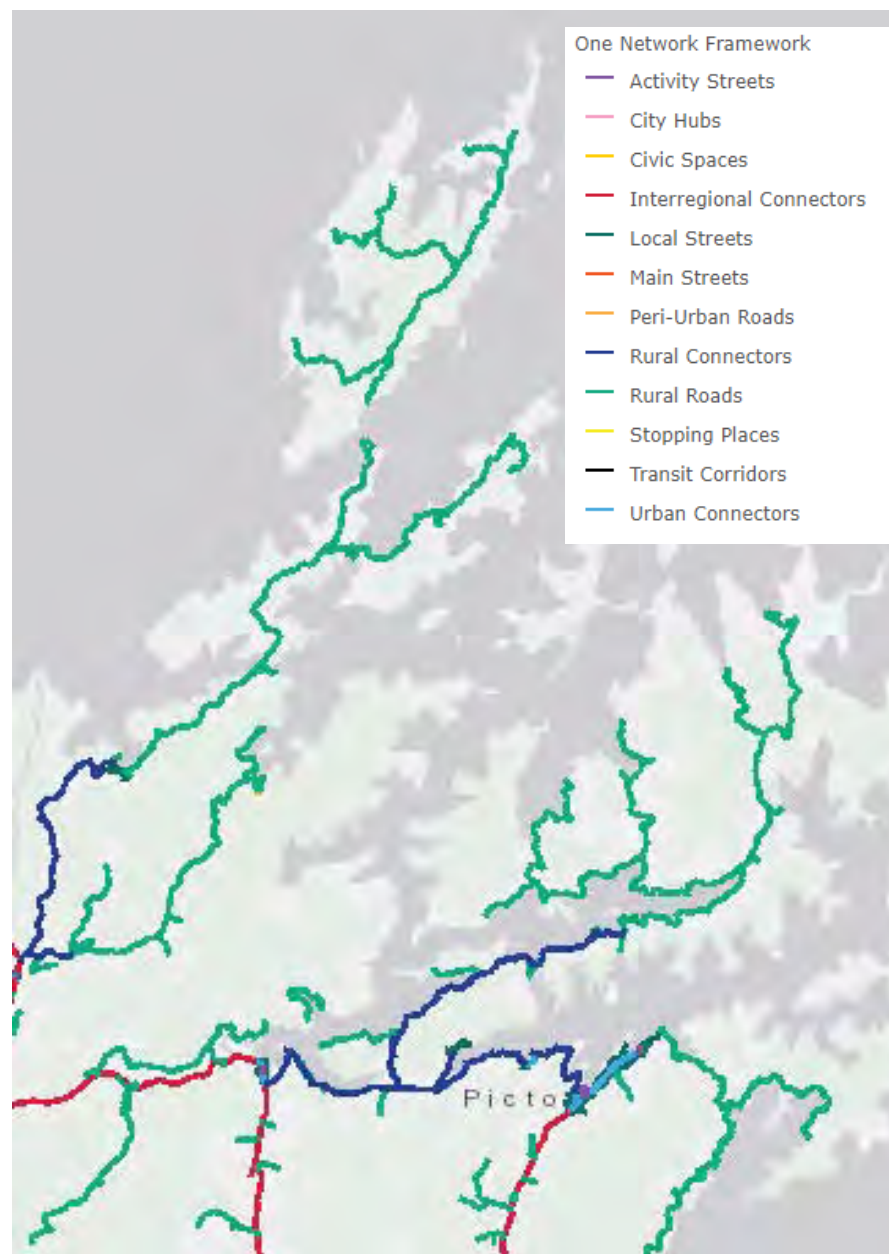 One Network Framework
Activity Streets
City Hubs
Civic Spaces
Interregional Connectors
Local Streets
Main Streets
Peri-Urban Roads
Rural Connectors
Rural Roads
Stopping Places
Transit Corridors
Urban Connectors
Picto